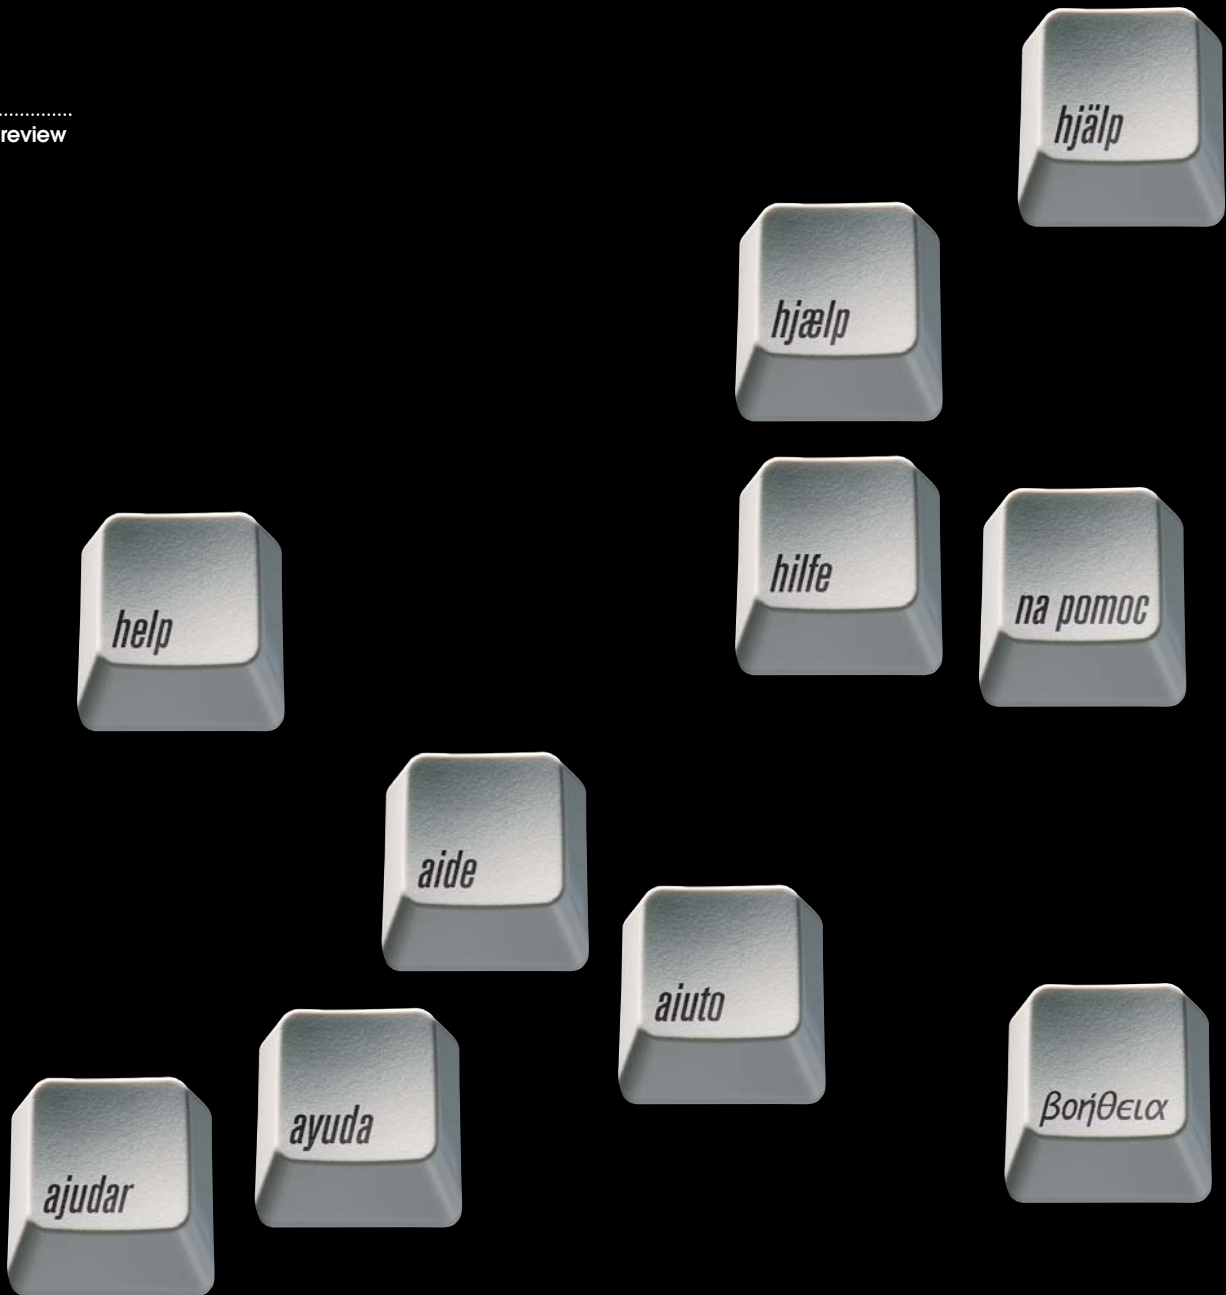 review
hjälp
hjælp
hilfe
na pomoc
help
aide
aiuto
βοήθεια
ayuda
ajudar